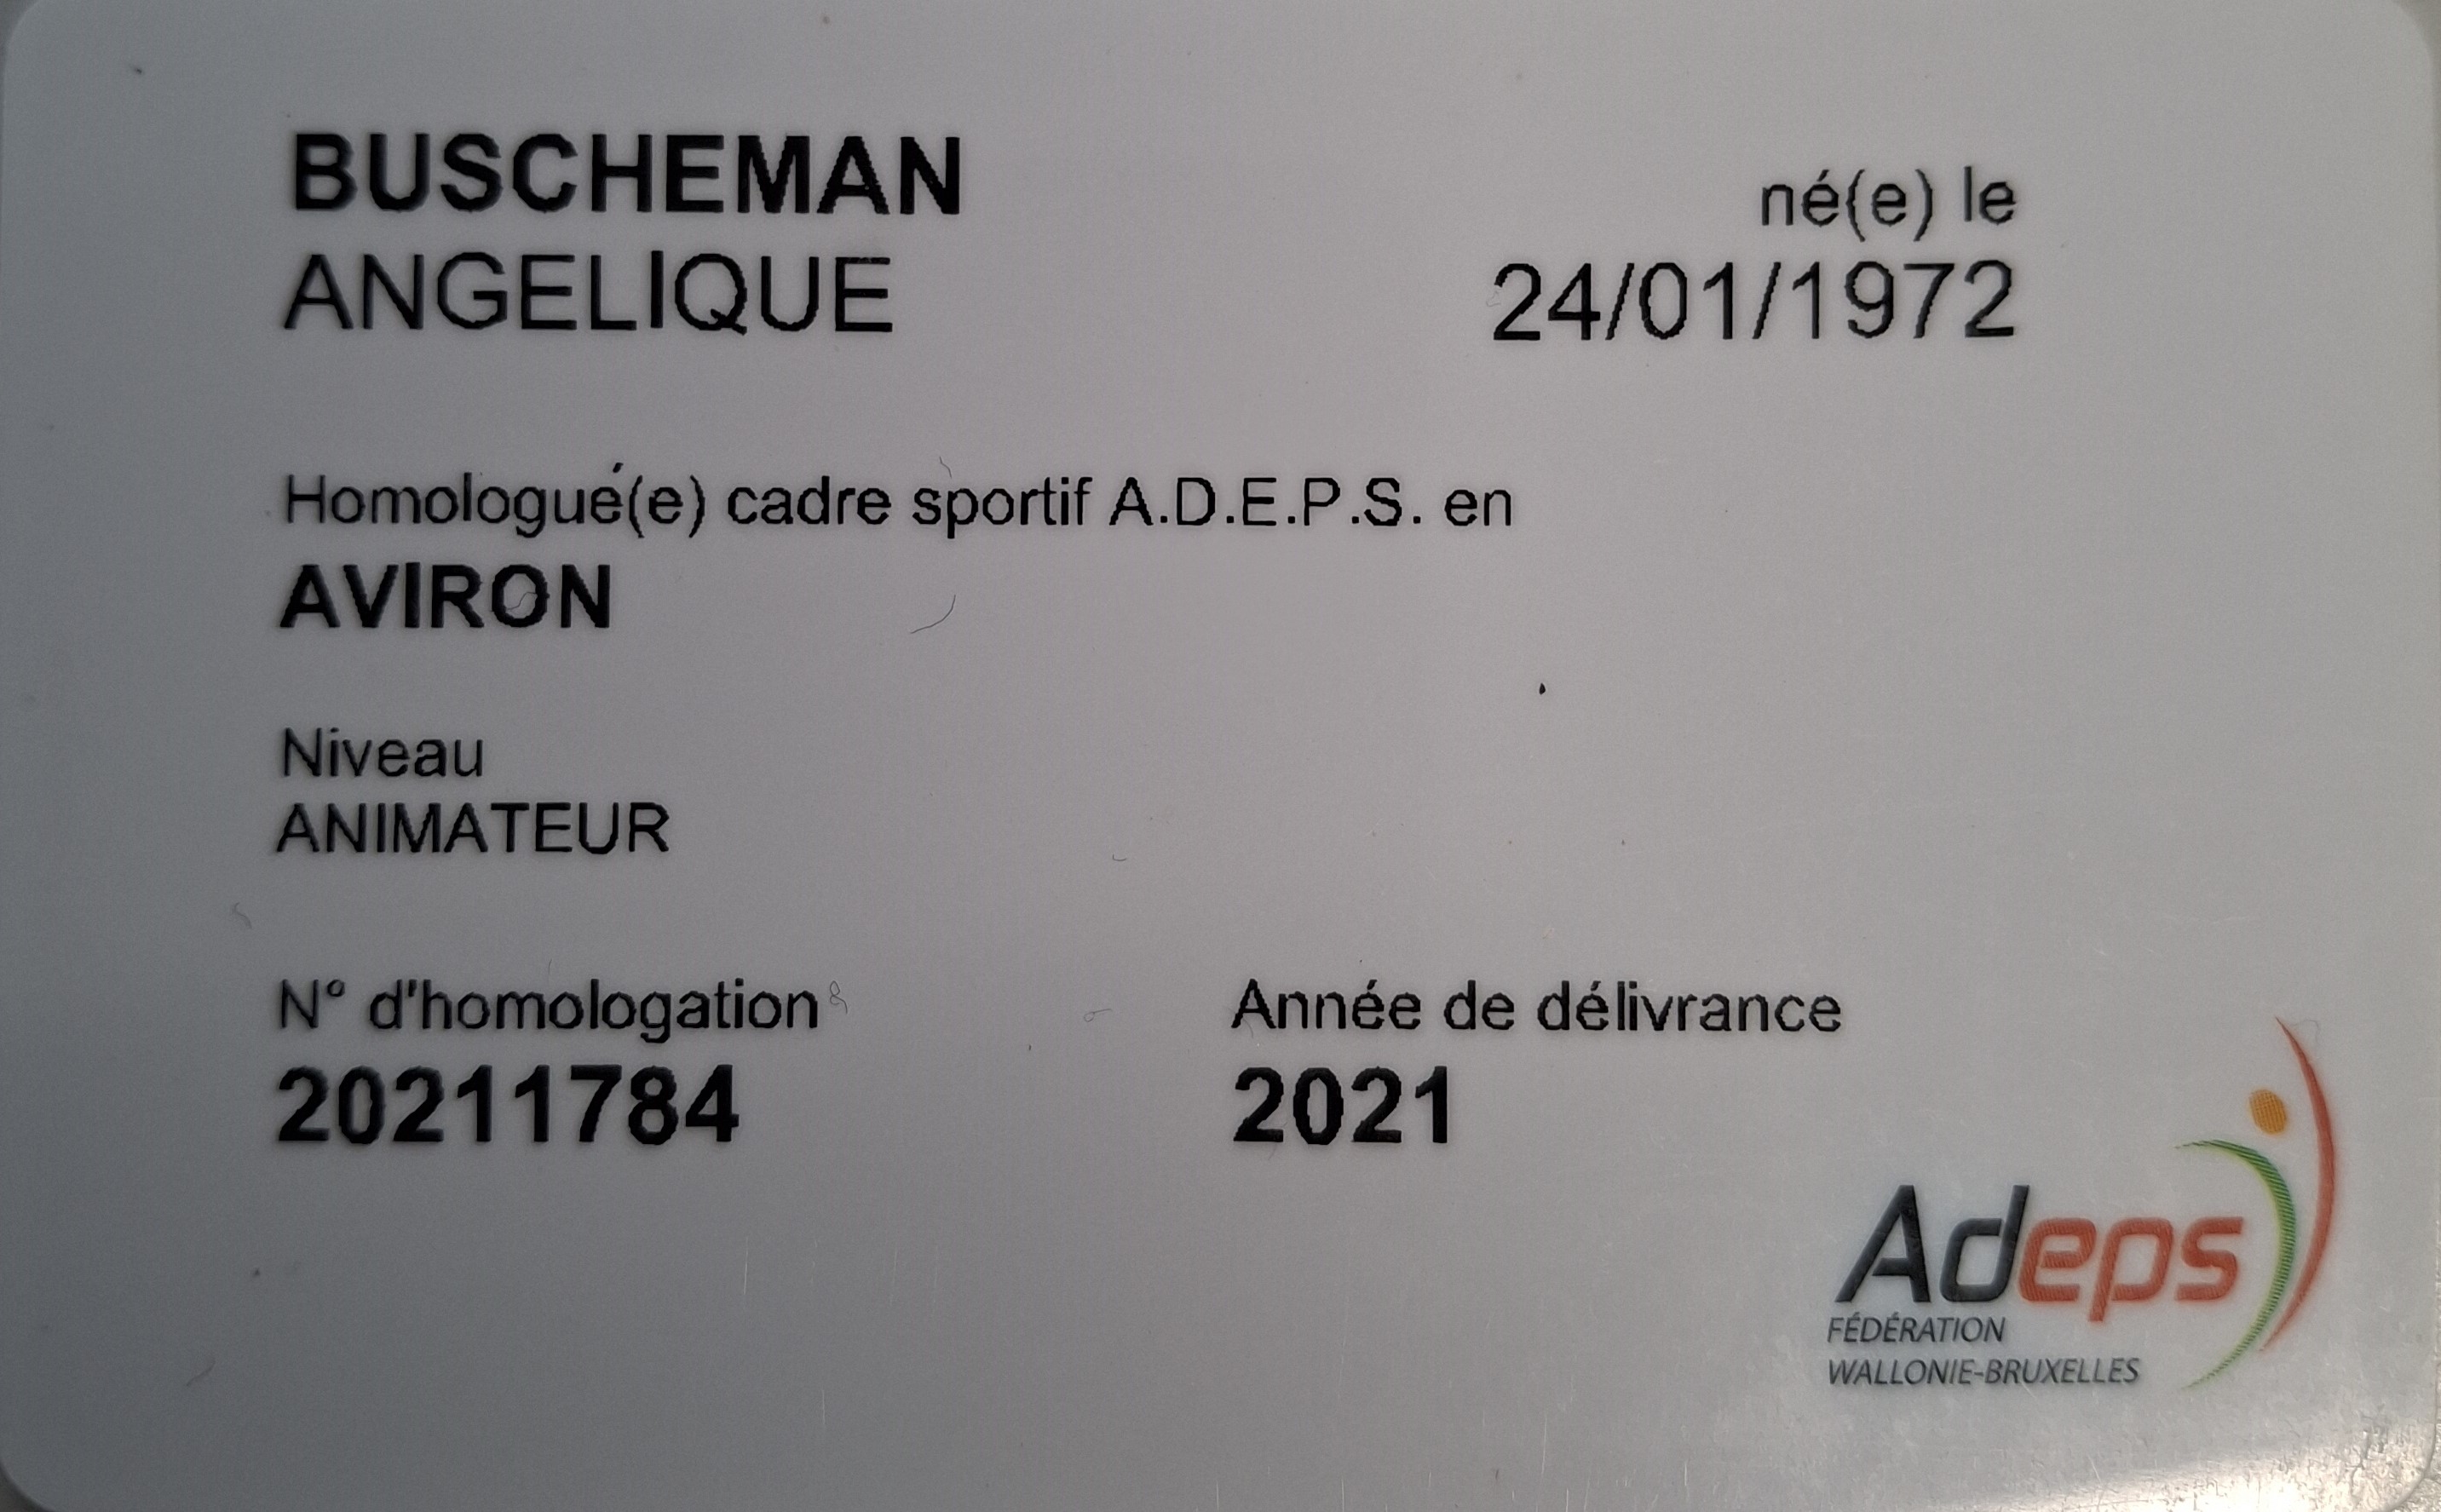 BUSCHEMAN
ANGELIQUE
né(e) le
24/01/1972
Homologué(e) cadre sportif A.D.E.P.S. en
AVIRON
Niveau
ANIMATEUR
N° d'homologation
20211784
Année de délivrance
2021
Adeps
FÉDÉRATION
WALLONIE-BRUXELLES